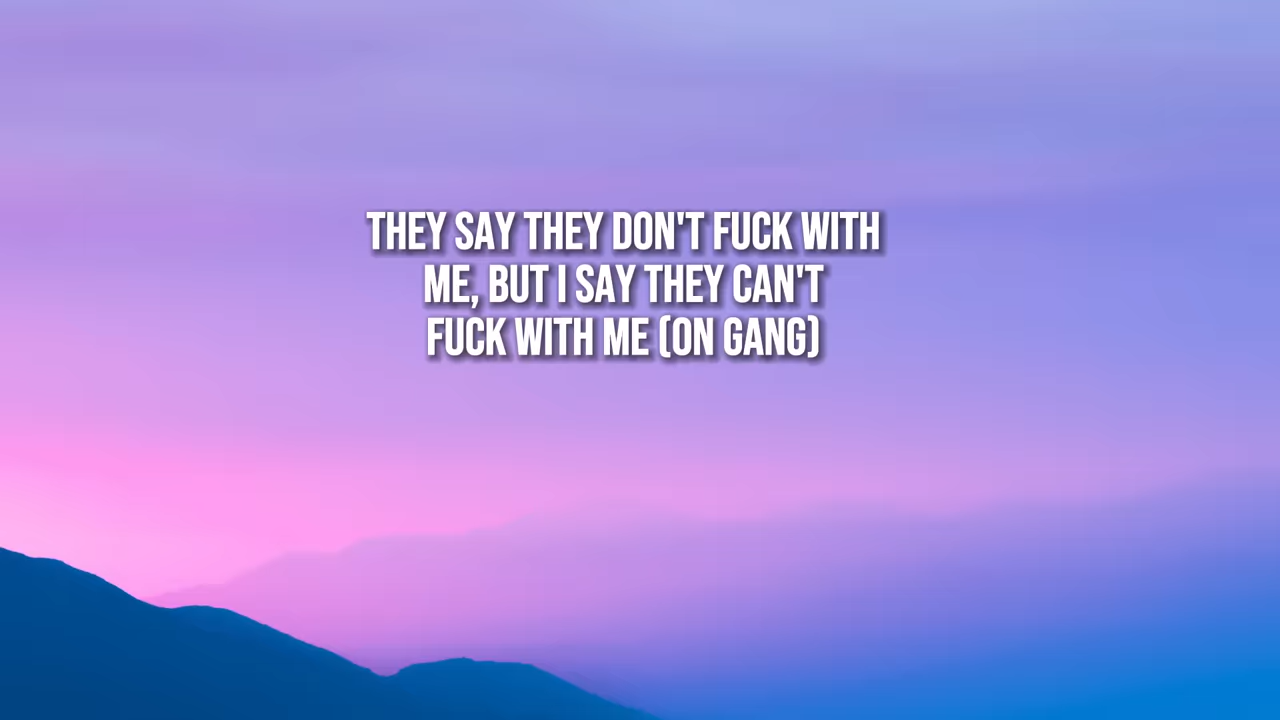 THEY SAY THEY DON'T FUCK WITH
ME, BUT I SAY THEY CAN'T
FUCK WITH ME (ON GANG)